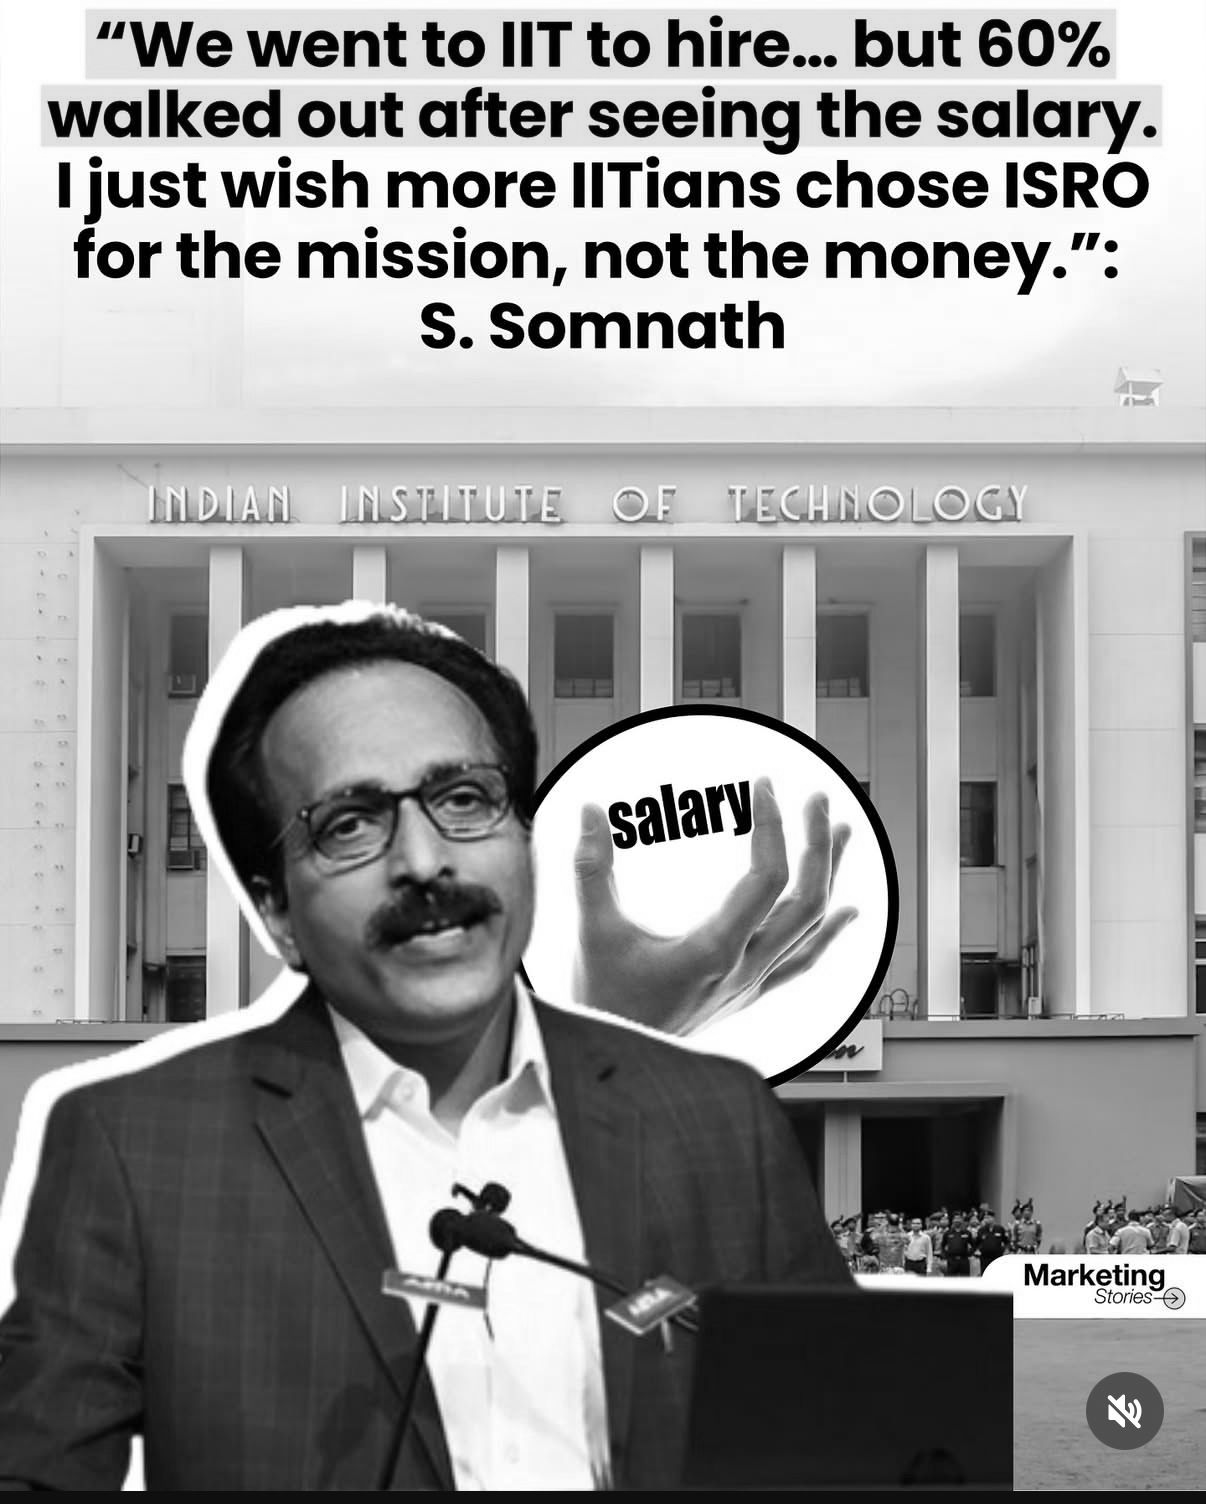 “We went to IIT to hire... but 60%
walked out after seeing the salary.
I just wish more IITians chose ISRO
for the mission, not the money.”:
S. Somnath
INDIAN INSTITUTE OF TECHNOLOGY
salary
Marketing
Stories